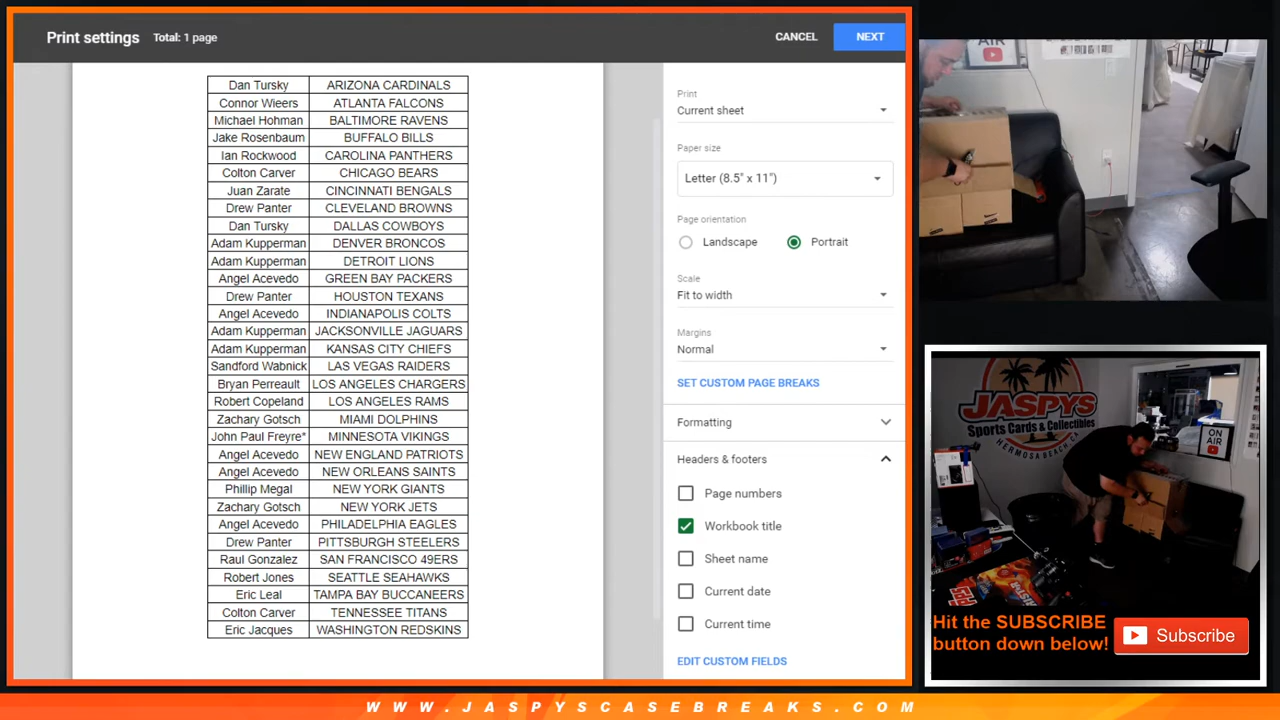 Print settings Total: 1 page CANCEL NEXT
Dan Tursky ARIZONA CARDINALS
Connor Wieers ATLANTA FALCONS
Michael Hohman BALTIMORE RAVENS
Jake Rosenbaum BUFFALO BILLS
Ian Rockwood CAROLINA PANTHERS
Colton Carver CHICAGO BEARS
Juan Zarate CINCINNATI BENGALS
Drew Panter CLEVELAND BROWNS
Dan Tursky DALLAS COWBOYS
Adam Kupperman DENVER BRONCOS
Adam Kupperman DETROIT LIONS
Angel Acevedo GREEN BAY PACKERS
Drew Panter HOUSTON TEXANS
Angel Acevedo INDIANAPOLIS COLTS
Adam Kupperman JACKSONVILLE JAGUARS
Adam Kupperman KANSAS CITY CHIEFS
Sandford Wabnick LAS VEGAS RAIDERS
Bryan Perreault LOS ANGELES CHARGERS
Robert Copeland LOS ANGELES RAMS
Zachary Gotsch MIAMI DOLPHINS
John Paul Freyre* MINNESOTA VIKINGS
Angel Acevedo NEW ENGLAND PATRIOTS
Angel Acevedo NEW ORLEANS SAINTS
Phillip Megal NEW YORK GIANTS
Zachary Gotsch NEW YORK JETS
Angel Acevedo PHILADELPHIA EAGLES
Drew Panter PITTSBURGH STEELERS
Raul Gonzalez SAN FRANCISCO 49ERS
Robert Jones SEATTLE SEAHAWKS
Eric Leal TAMPA BAY BUCCANEERS
Colton Carver TENNESSEE TITANS
Eric Jacques WASHINGTON REDSKINS
Print
Current sheet
Paper size
Letter (8.5" x 11")
Page orientation
Landscape Portrait
Scale
Fit to width
Margins
Normal
SET CUSTOM PAGE BREAKS
Formatting
Headers & footers
Page numbers
Workbook title
Sheet name
Current date
Current time
EDIT CUSTOM FIELDS
AIR
JASPYS
Sports Cards & Collectibles
HERMOSA BEACH, CA
ON
AIR
Hit the SUBSCRIBE
button down below!
Subscribe
WWW.JASPYSCASEBREAKS.COM